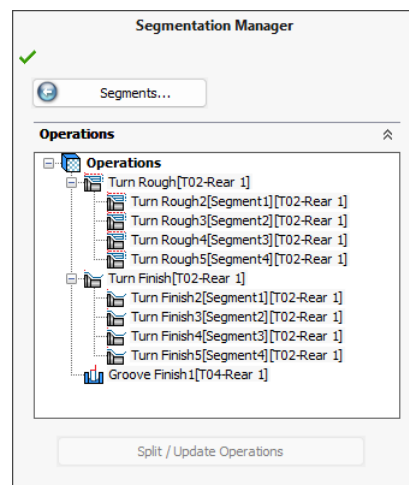 Segmentation Manager
Segments...
Operations
Operations
Turn Rough[T02-Rear 1]
Turn Rough2[Segment1][T02-Rear 1]
Turn Rough3[Segment2][T02-Rear 1]
Turn Rough4[Segment3][T02-Rear 1]
Turn Rough5[Segment4][T02-Rear 1]
Turn Finish[T02-Rear 1]
Turn Finish2[Segment1][T02-Rear 1]
Turn Finish3[Segment2][T02-Rear 1]
Turn Finish4[Segment3][T02-Rear 1]
Turn Finish5[Segment4][T02-Rear 1]
Groove Finish1[T04-Rear 1]
Split / Update Operations